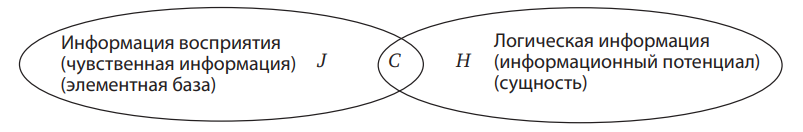 Информация восприятия
(чувственная информация)
(элементная база)
J
C
H
Логическая информация
(информационный потенциал)
(сущность)